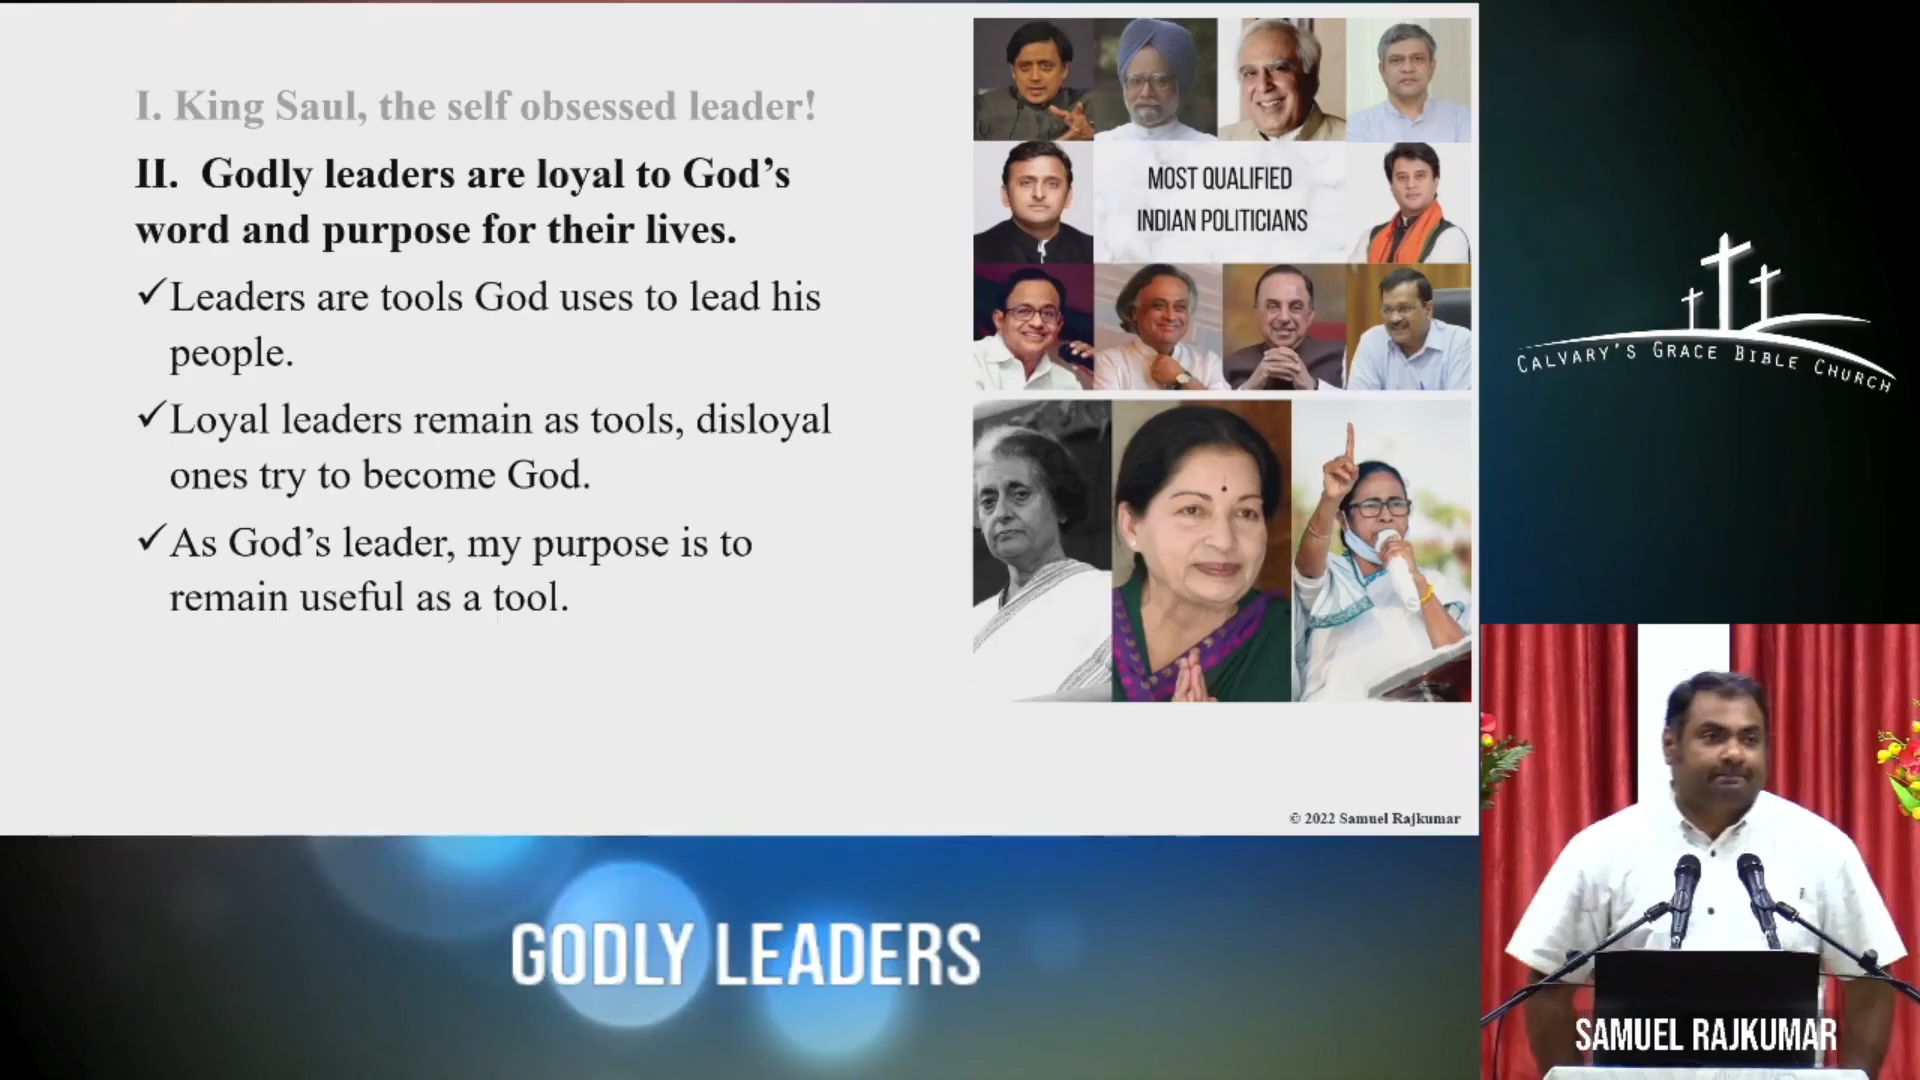 I. King Saul, the self obsessed leader!
II. Godly leaders are loyal to God’s
word and purpose for their lives.
✓Leaders are tools God uses to lead his
people.
✓Loyal leaders remain as tools, disloyal
ones try to become God.
✓As God’s leader, my purpose is to
remain useful as a tool.
MOST QUALIFIED
INDIAN POLITICIANS
© 2022 Samuel Rajkumar
CALVARY’S GRACE BIBLE CHURCH
GODLY LEADERS
SAMUEL RAJKUMAR